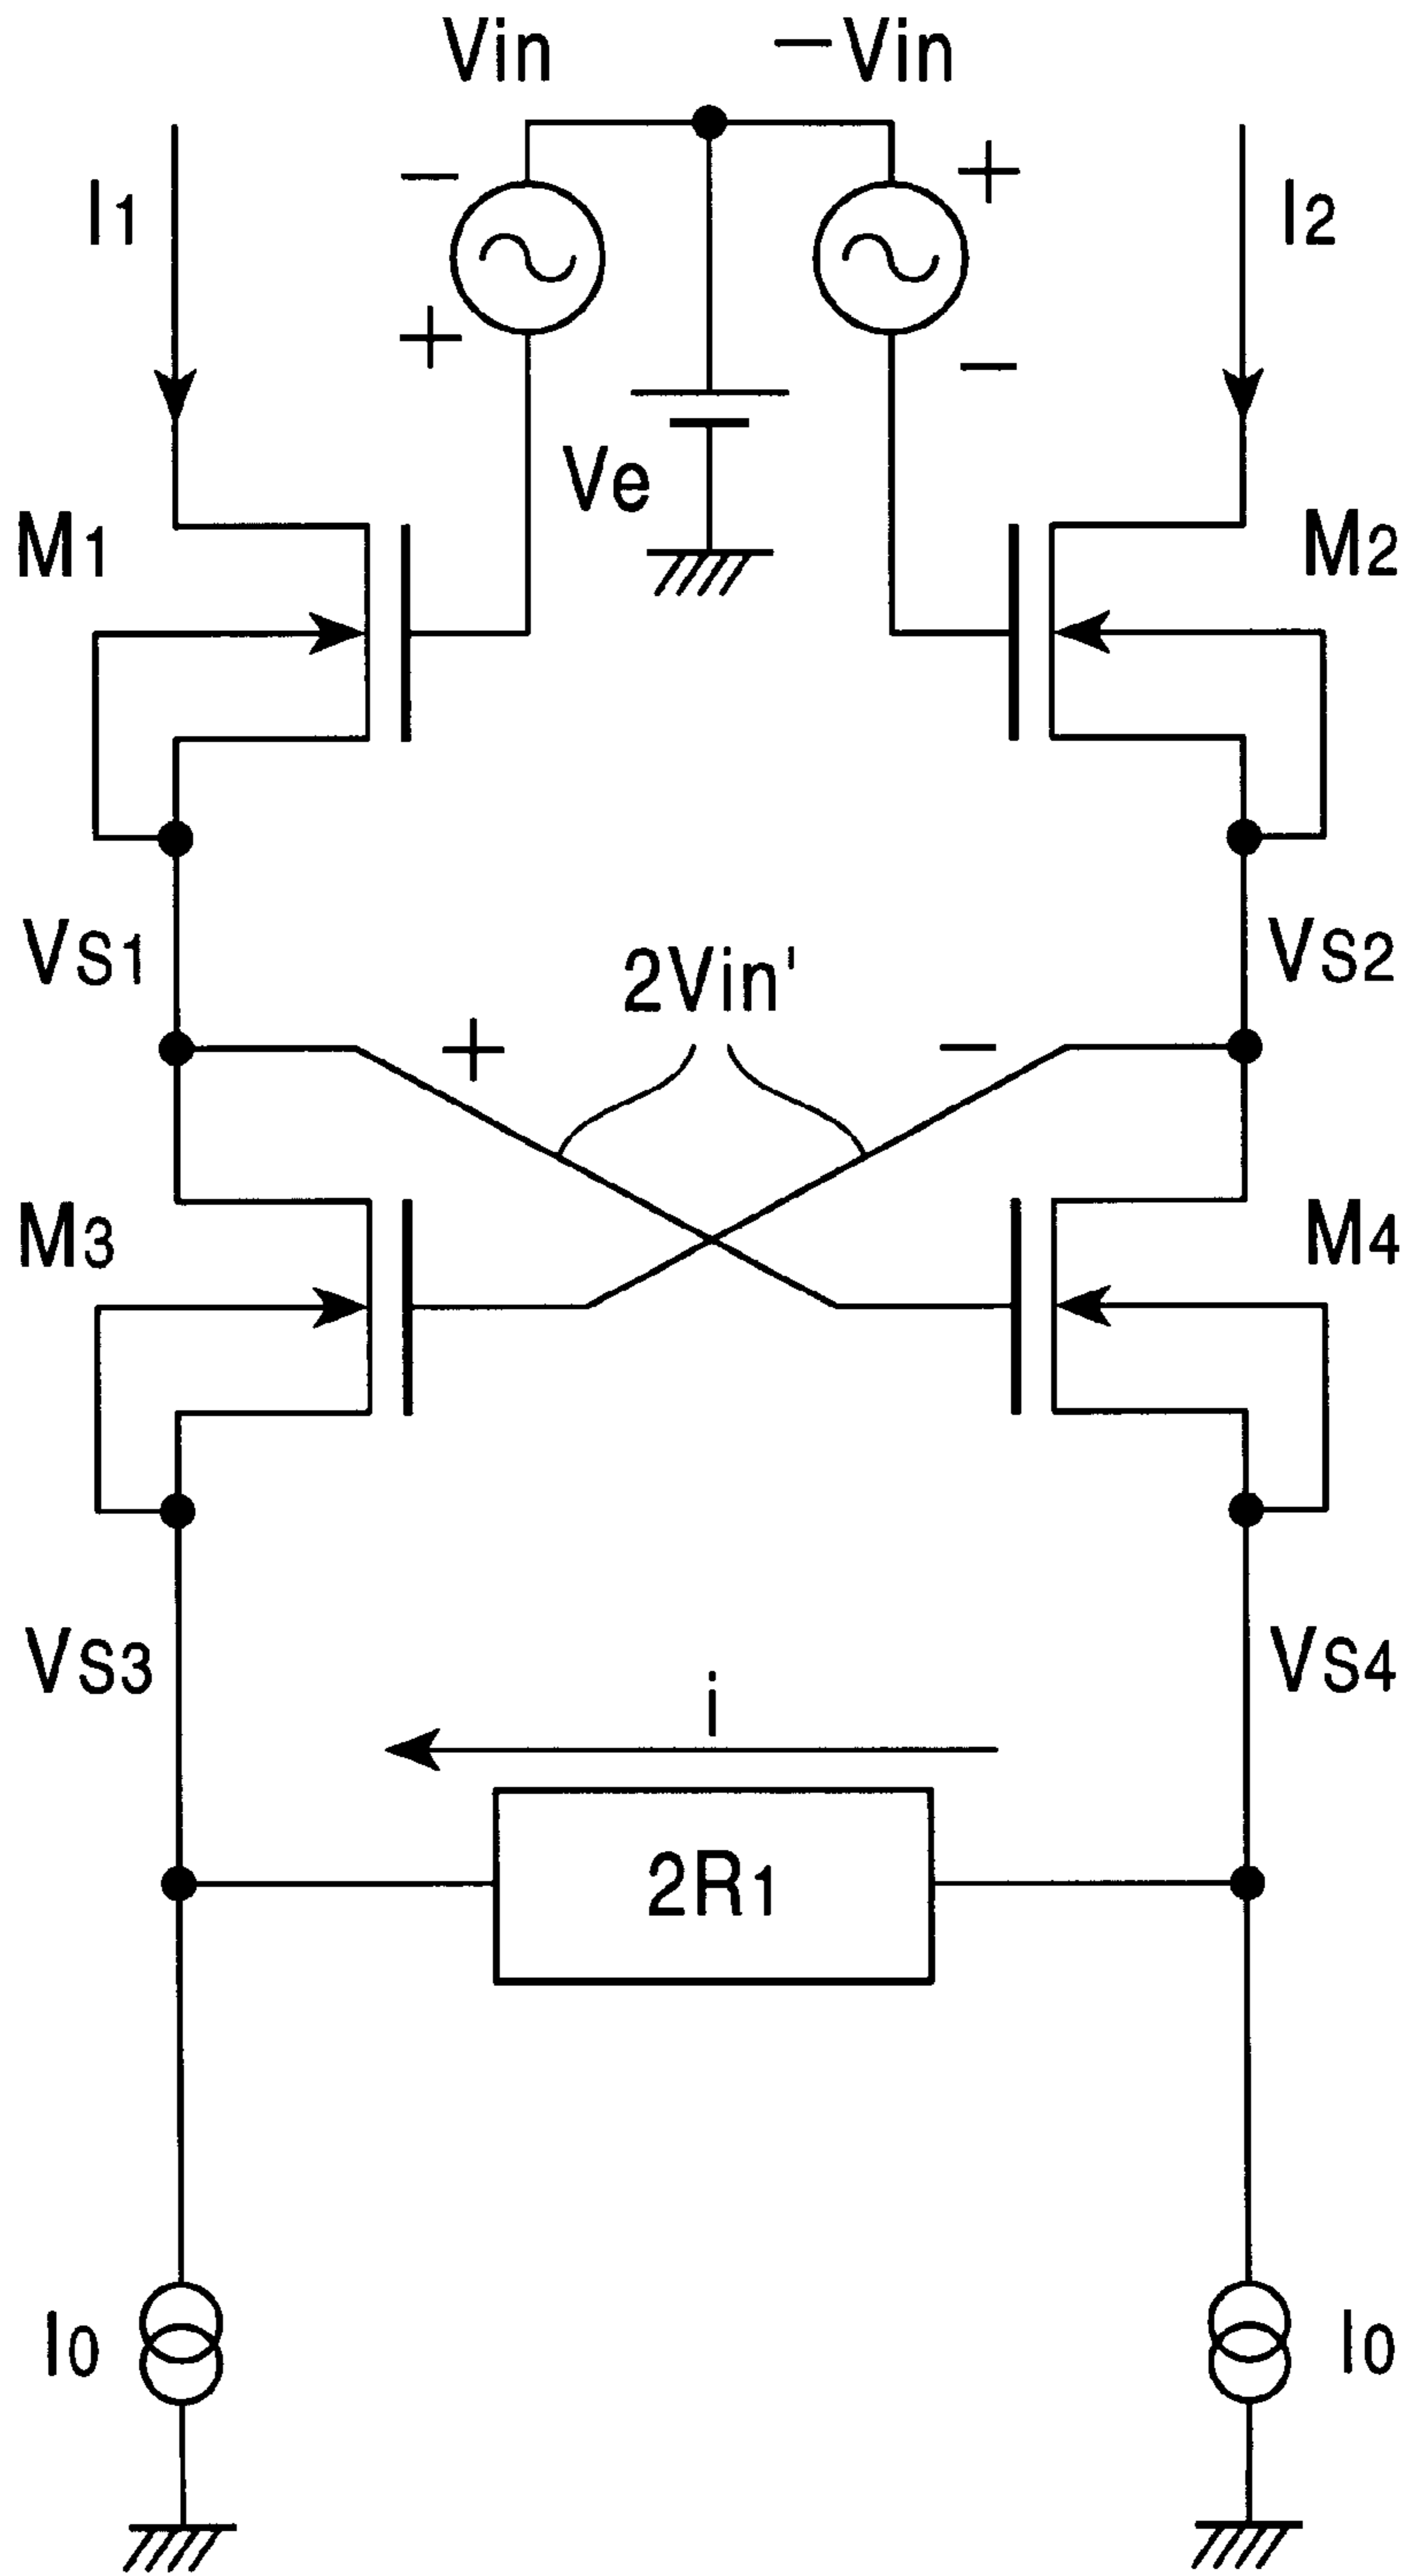 Vin
−Vin
−
+
I1
I2
+
−
Ve
M1
M2
VS1
VS2
2Vin'
+
−
M3
M4
VS3
VS4
i
2R1
I0
I0